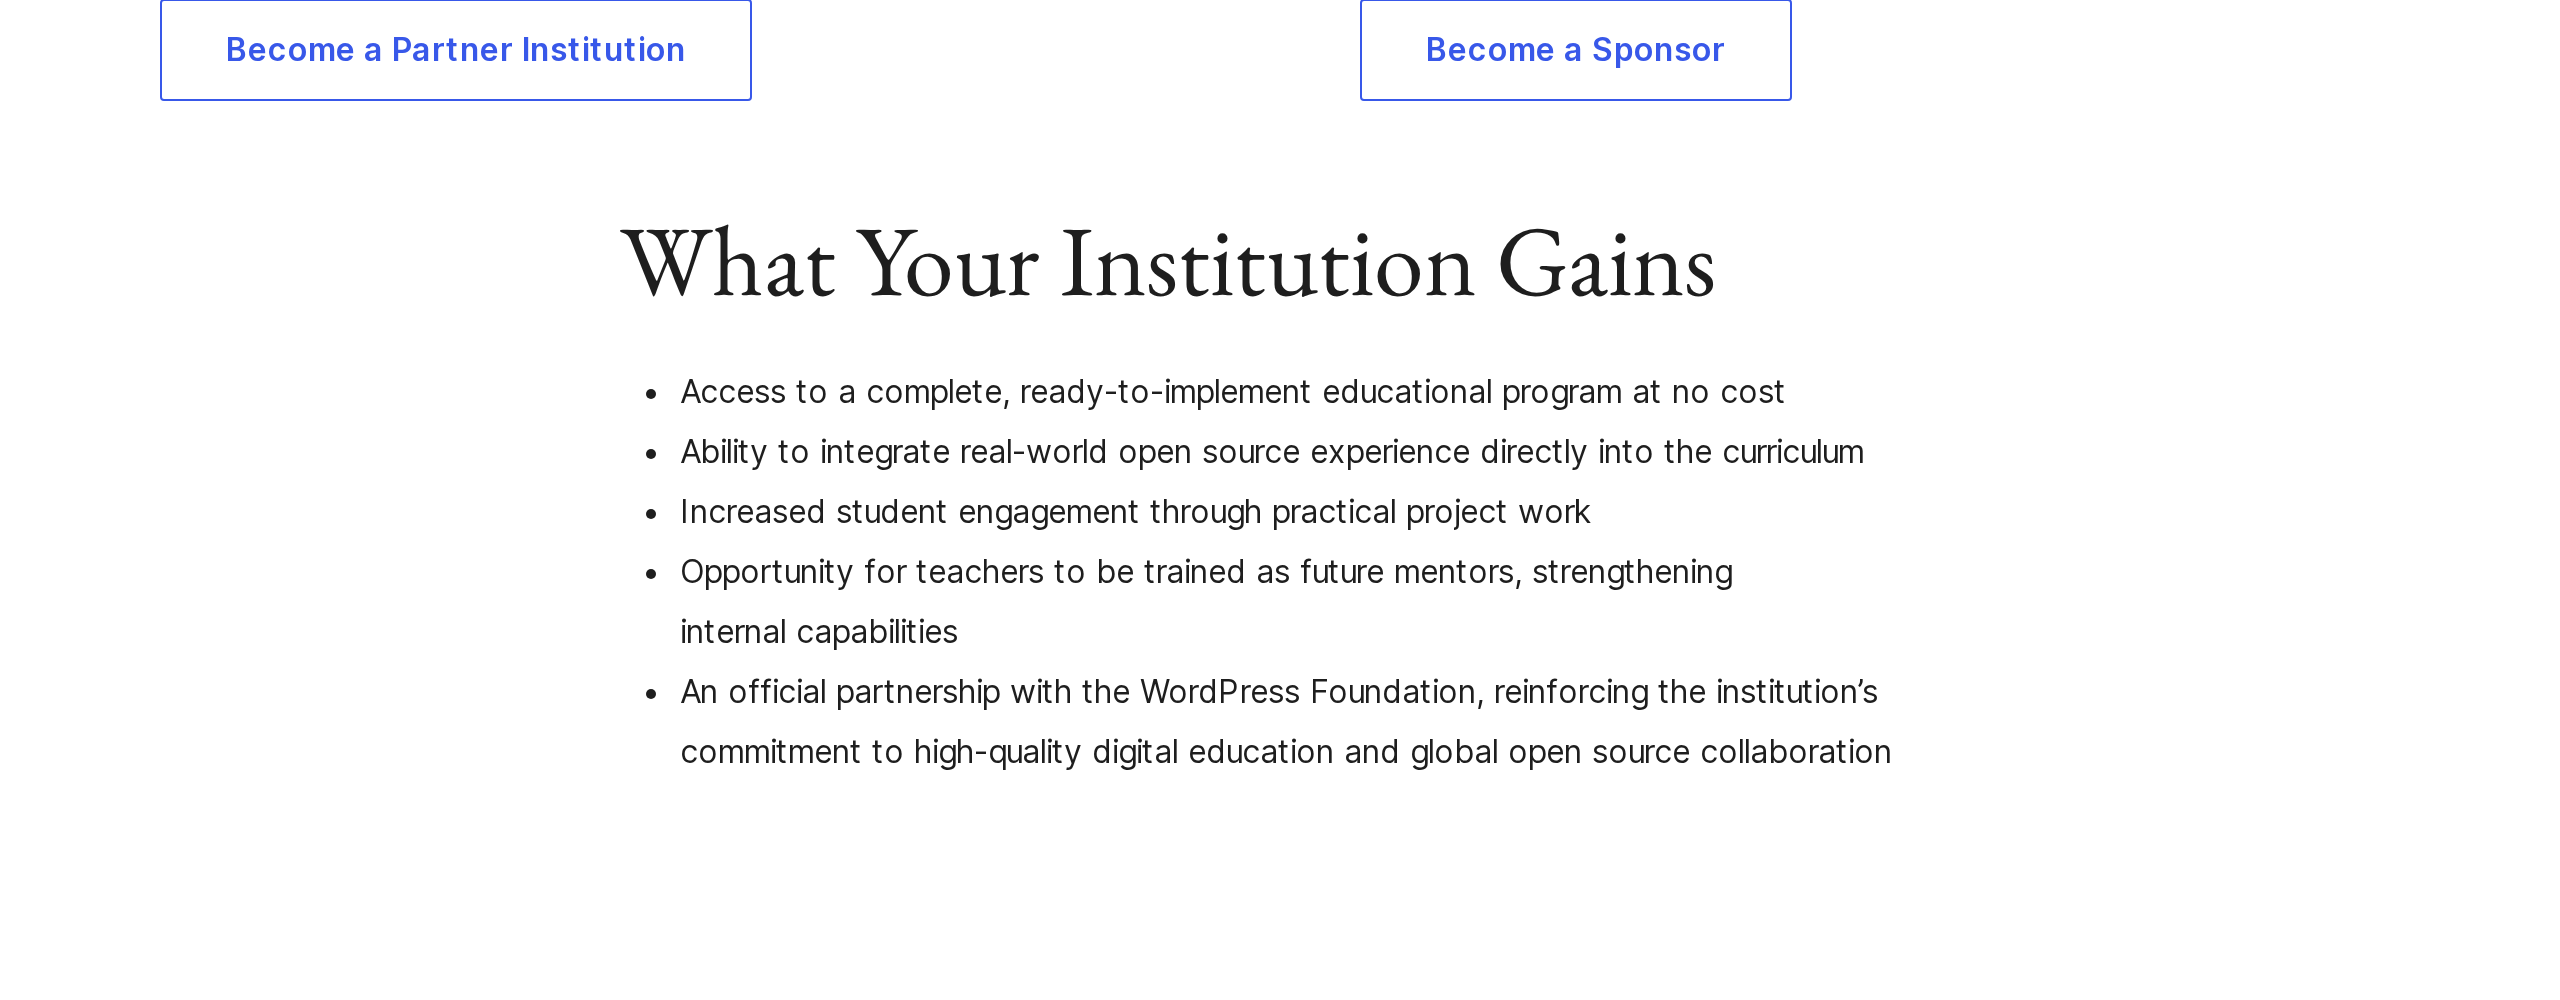 Become a Partner Institution
Become a Sponsor
What Your Institution Gains
• Access to a complete, ready-to-implement educational program at no cost
• Ability to integrate real-world open source experience directly into the curriculum
• Increased student engagement through practical project work
• Opportunity for teachers to be trained as future mentors, strengthening
internal capabilities
• An official partnership with the WordPress Foundation, reinforcing the institution’s
commitment to high-quality digital education and global open source collaboration